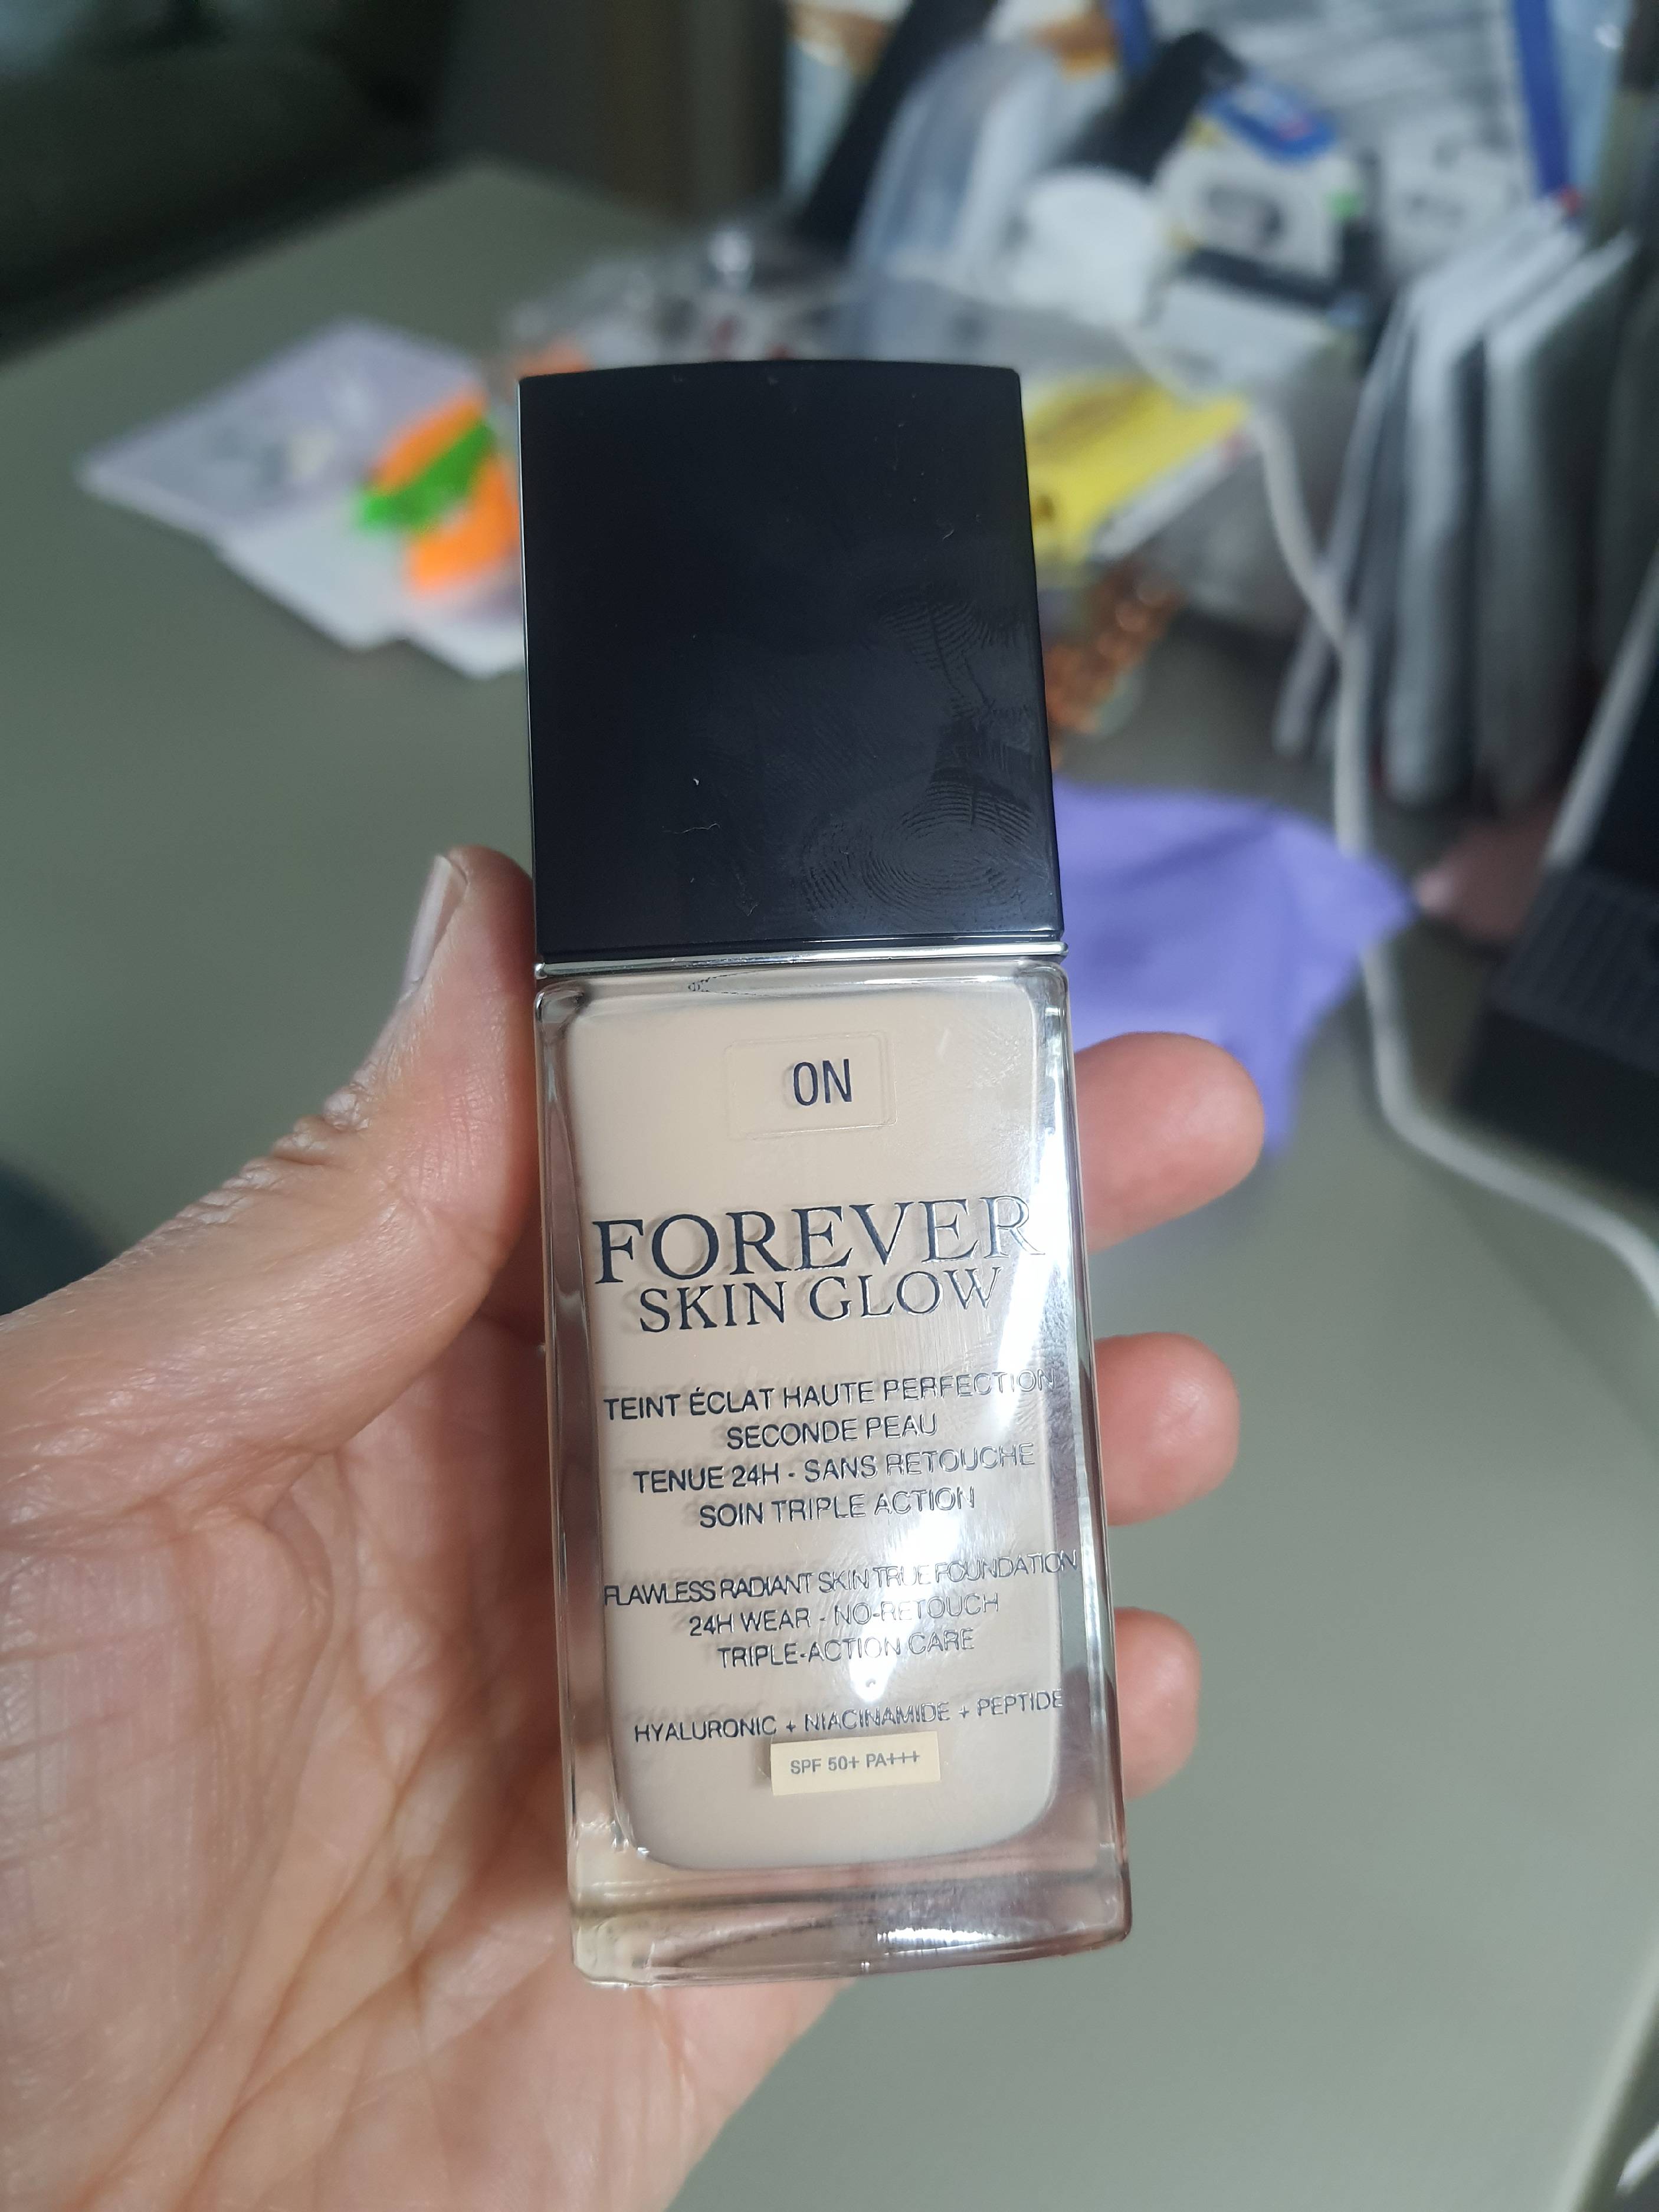 0N
FOREVER
SKIN GLOW
TEINT ÉCLAT HAUTE PERFECTION
SECONDE PEAU
TENUE 24H - SANS RETOUCHE
SOIN TRIPLE ACTION
FLAWLESS RADIANT SKIN TRUE FOUNDATION
24H WEAR - NO-RETOUCH
TRIPLE-ACTION CARE
HYALURONIC + NIACINAMIDE + PEPTIDE
SPF 50+ PA+++